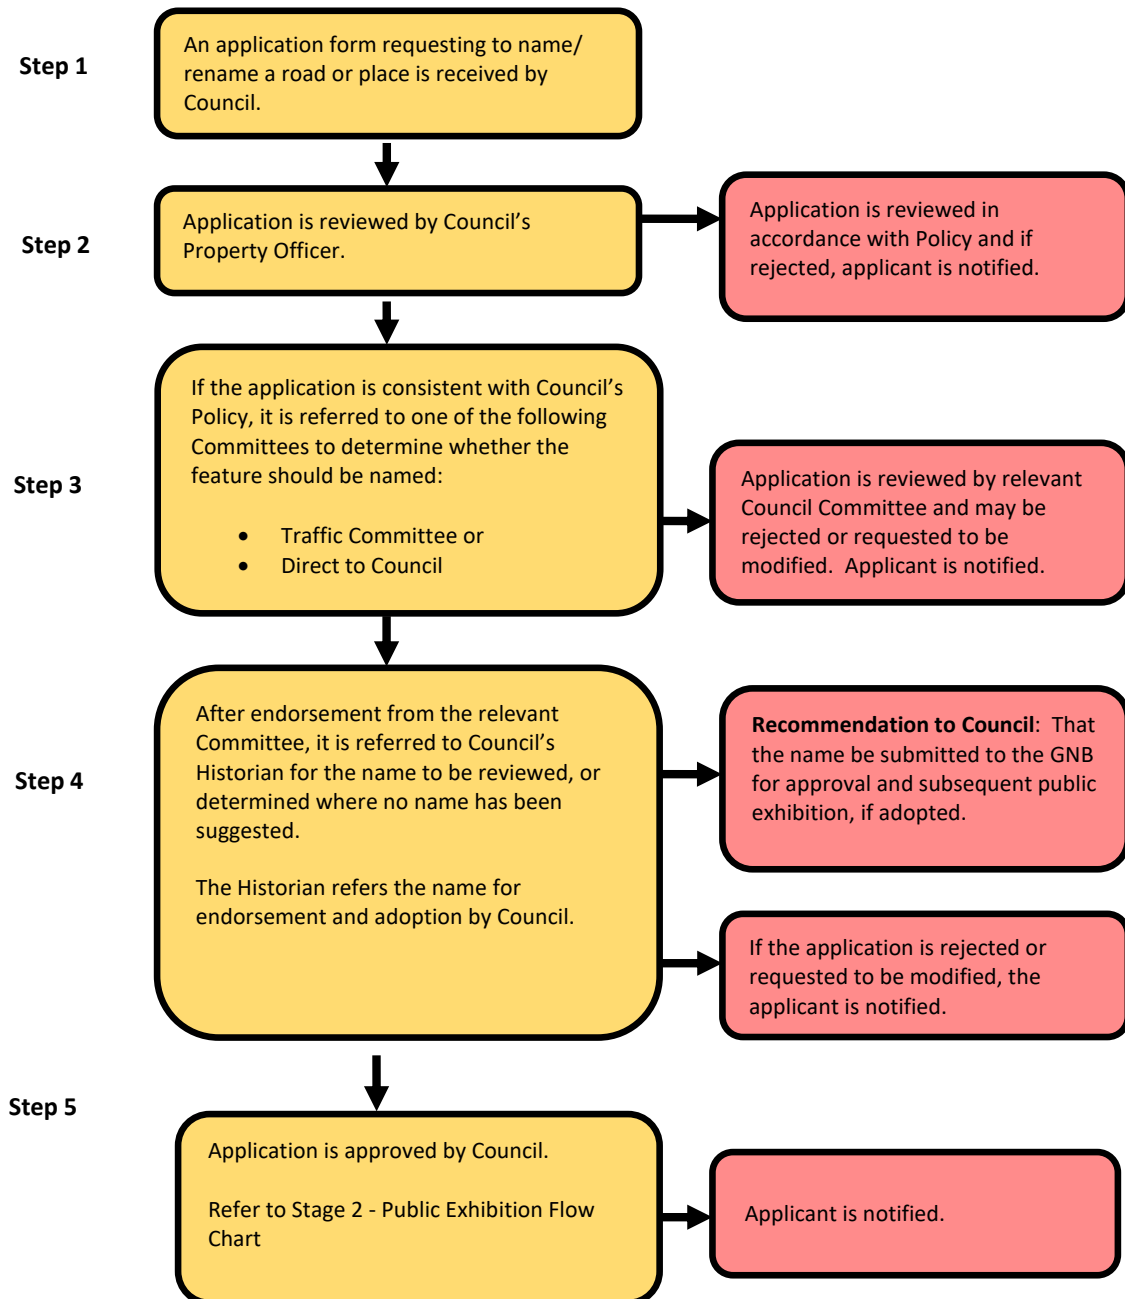 Step 1
An application form requesting to name/
rename a road or place is received by
Council.
Step 2
Application is reviewed by Council’s
Property Officer.
Application is reviewed in
accordance with Policy and if
rejected, applicant is notified.
Step 3
If the application is consistent with Council’s
Policy, it is referred to one of the following
Committees to determine whether the
feature should be named:
• Traffic Committee or
• Direct to Council
Application is reviewed by relevant
Council Committee and may be
rejected or requested to be
modified.  Applicant is notified.
Step 4
After endorsement from the relevant
Committee, it is referred to Council’s
Historian for the name to be reviewed, or
determined where no name has been
suggested.
The Historian refers the name for
endorsement and adoption by Council.
Recommendation to Council:  That
the name be submitted to the GNB
for approval and subsequent public
exhibition, if adopted.
If the application is rejected or
requested to be modified, the
applicant is notified.
Step 5
Application is approved by Council.
Refer to Stage 2 - Public Exhibition Flow
Chart
Applicant is notified.